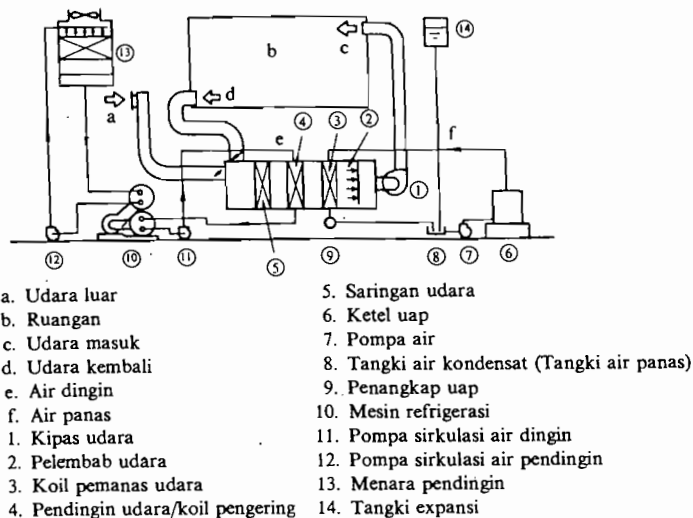 14
13
b
c
a
d
4
3
2
e
f
1
12
10
11
5
9
8
7
6
a. Udara luar
b. Ruangan
c. Udara masuk
d. Udara kembali
e. Air dingin
f. Air panas
1. Kipas udara
2. Pelembab udara
3. Koil pemanas udara
4. Pendingin udara/koil pengering
5. Saringan udara
6. Ketel uap
7. Pompa air
8. Tangki air kondensat (Tangki air panas)
9. Penangkap uap
10. Mesin refrigerasi
11. Pompa sirkulasi air dingin
12. Pompa sirkulasi air pendingin
13. Menara pendingin
14. Tangki expansi